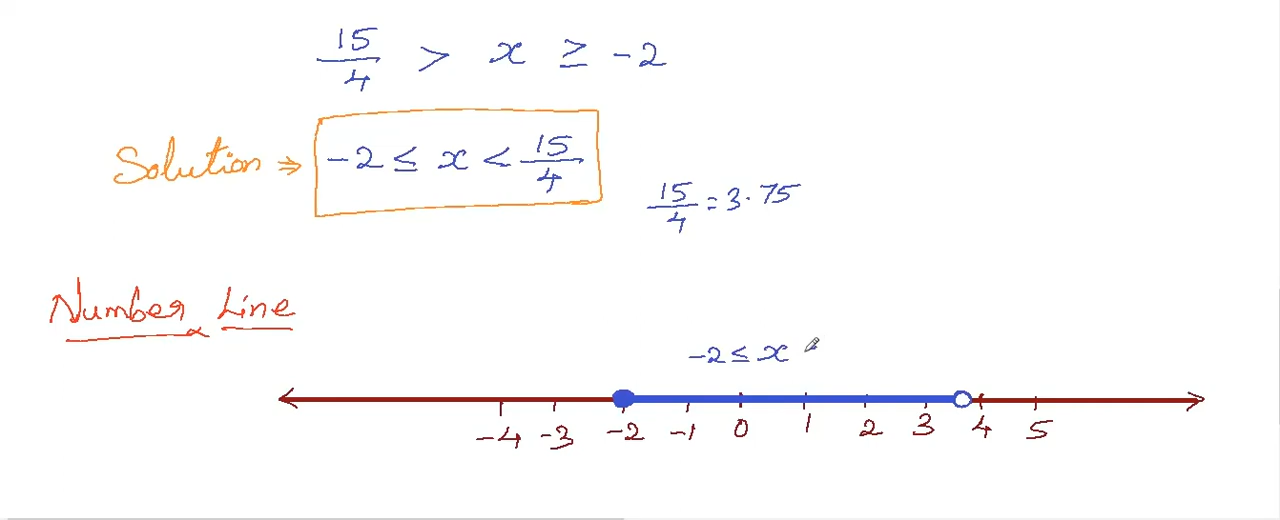 15/4 > x ≥ -2
Solution ⇒ -2 ≤ x < 15/4
15/4 = 3.75
Number Line
-2 ≤ x
-4 -3 -2 -1 0 1 2 3 4 5